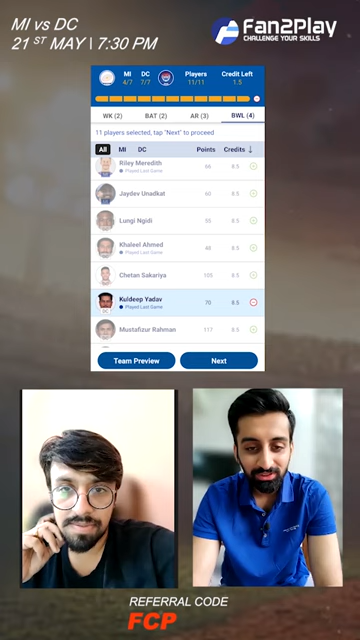 MI vs DC
21 ST MAY | 7:30 PM
Fan2Play
CHALLENGE YOUR SKILLS
MI DC Players Credit Left
4/7 7/7 11/11 1.5
WK (2) BAT (2) AR (3) BWL (4)
11 players selected, tap "Next" to proceed
All MI DC Points Credits ↓
Riley Meredith 66 8.5
Played Last Game
Jaydev Unadkat 60 8.5
Lungi Ngidi 8.5
Khaleel Ahmed 48 8.5
Played Last Game
Chetan Sakariya 105 8.5
Kuldeep Yadav 70 8.5
Played Last Game
DC
Mustafizur Rahman 117 8.5
Team Preview Next
REFERRAL CODE
FCP